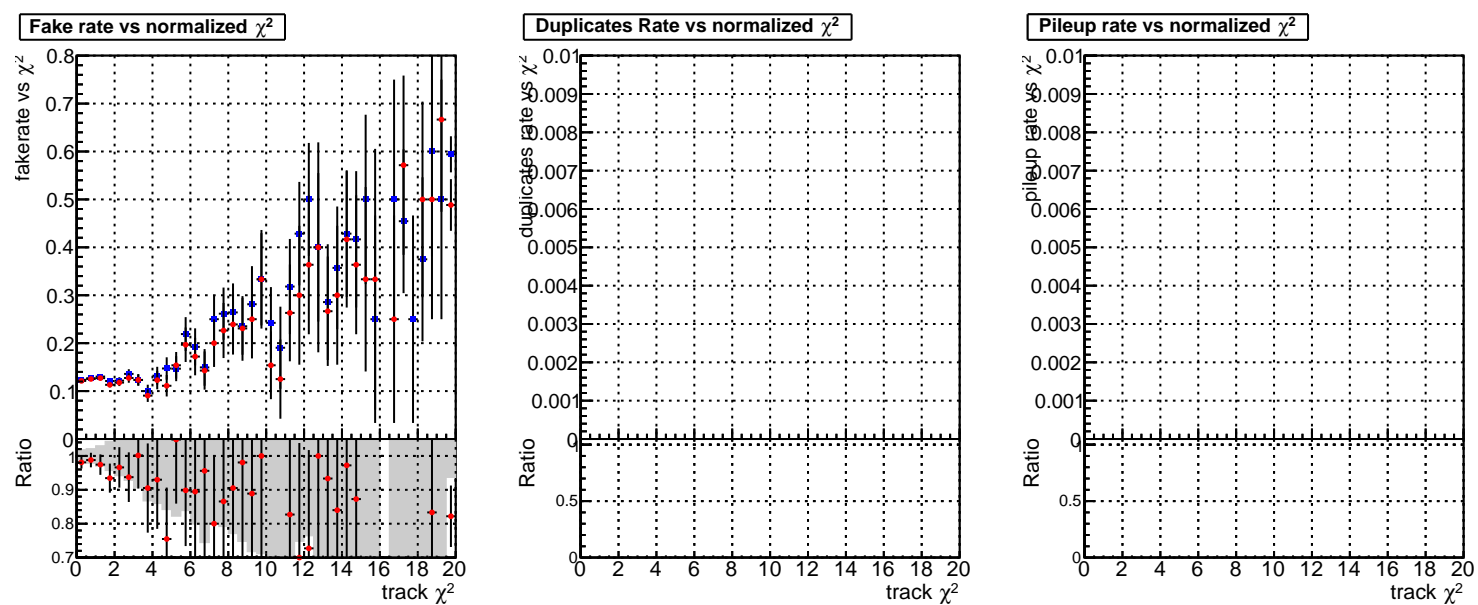 Fake rate vs normalized χ²
Duplicates Rate vs normalized χ²
Pileup rate vs normalized χ²
fakerate vs χ²
0.8
0.7
0.6
0.5
0.4
0.3
0.2
0.1
0
Ratio
1
0.9
0.8
0.7
0 2 4 6 8 10 12 14 16 18 20
track χ²
duplicates rate vs χ²
0.01
0.009
0.008
0.007
0.006
0.005
0.004
0.003
0.002
0.001
0
Ratio
1
0.5
0
0 2 4 6 8 10 12 14 16 18 20
track χ²
pileup rate vs χ²
0.01
0.009
0.008
0.007
0.006
0.005
0.004
0.003
0.002
0.001
0
Ratio
1
0.5
0
0 2 4 6 8 10 12 14 16 18 20
track χ²